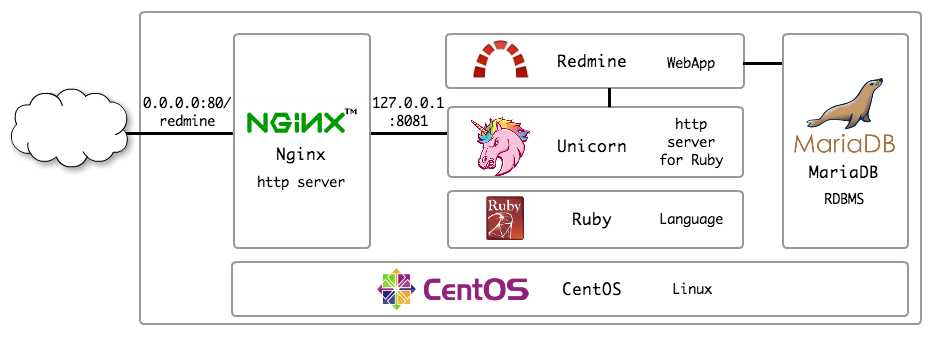 0.0.0.0:80/
redmine
NGiNX™
Nginx
http server
127.0.0.1
:8081
Redmine WebApp
Unicorn
http
server
for Ruby
Ruby
Ruby Language
MariaDB
MariaDB
RDBMS
CentOS CentOS Linux